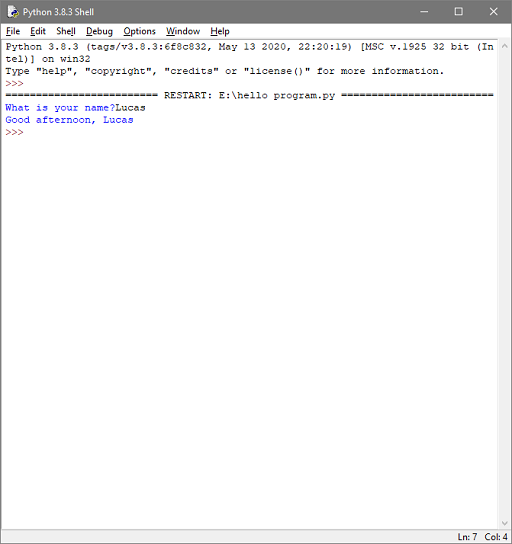 Python 3.8.3 Shell
File Edit Shell Debug Options Window Help
Python 3.8.3 (tags/v3.8.3:6f8c832, May 13 2020, 22:20:19) [MSC v.1925 32 bit (In
tel)] on win32
Type "help", "copyright", "credits" or "license()" for more information.
>>>
========================= RESTART: E:\hello program.py =========================
What is your name?Lucas
Good afternoon, Lucas
>>>
Ln: 7 Col: 4